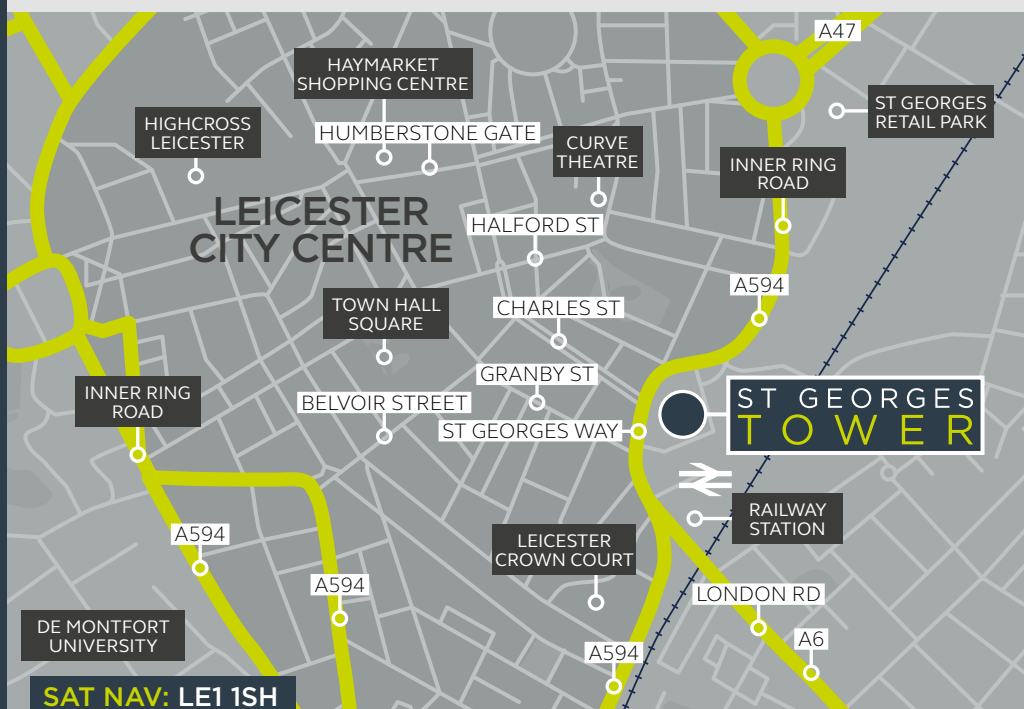 A47
HAYMARKET
SHOPPING CENTRE
ST GEORGES
RETAIL PARK
HIGHCROSS
LEICESTER
HUMBERSTONE GATE
CURVE
THEATRE
INNER RING
ROAD
LEICESTER
CITY CENTRE
HALFORD ST
A594
TOWN HALL
SQUARE
CHARLES ST
GRANBY ST
INNER RING
ROAD
BELVOIR STREET
ST GEORGES WAY
ST GEORGES
TOWER
RAILWAY
STATION
A594
LEICESTER
CROWN COURT
A594
LONDON RD
DE MONTFORT
UNIVERSITY
A6
A594
SAT NAV: LE1 1SH